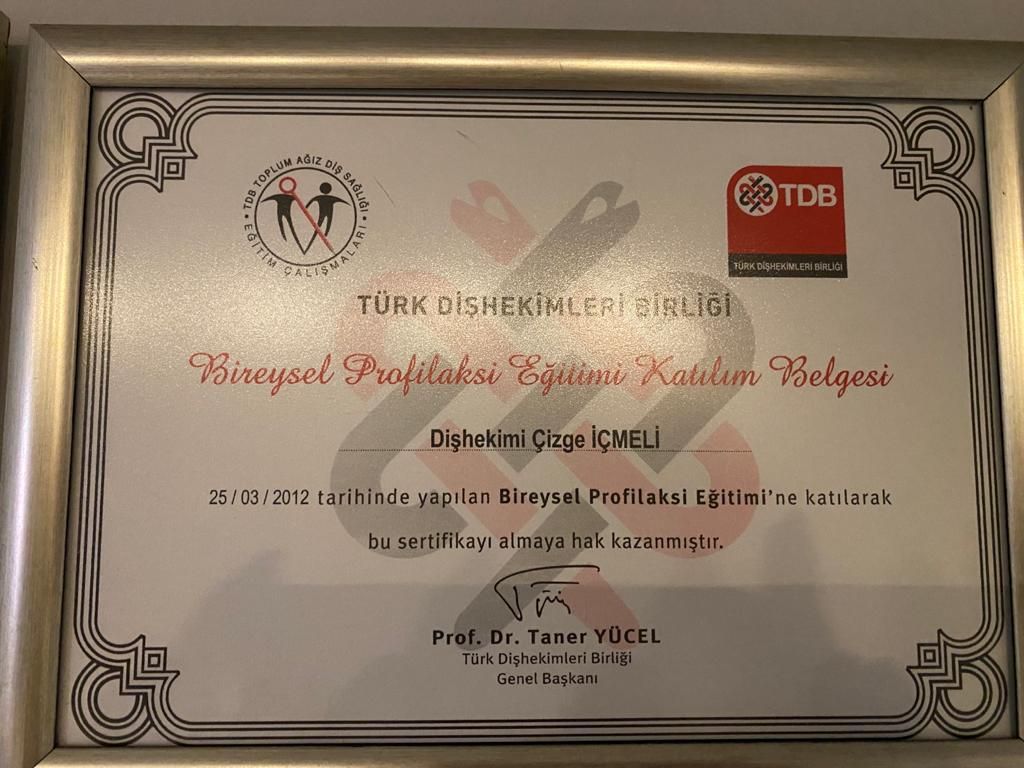 TDB TOPLUM AĞIZ DİŞ SAĞLIĞI
EĞİTİM ÇALIŞMALARI
TDB
TÜRK DİŞHEKİMLERİ BİRLİĞİ
TÜRK DİŞHEKİMLERİ BİRLİĞİ
Bireysel Profilaksi Eğitimi Katılım Belgesi
Dişhekimi Çizge İÇMELİ
25 / 03 / 2012 tarihinde yapılan Bireysel Profilaksi Eğitimi'ne katılarak
bu sertifikayı almaya hak kazanmıştır.
Prof. Dr. Taner YÜCEL
Türk Dişhekimleri Birliği
Genel Başkanı